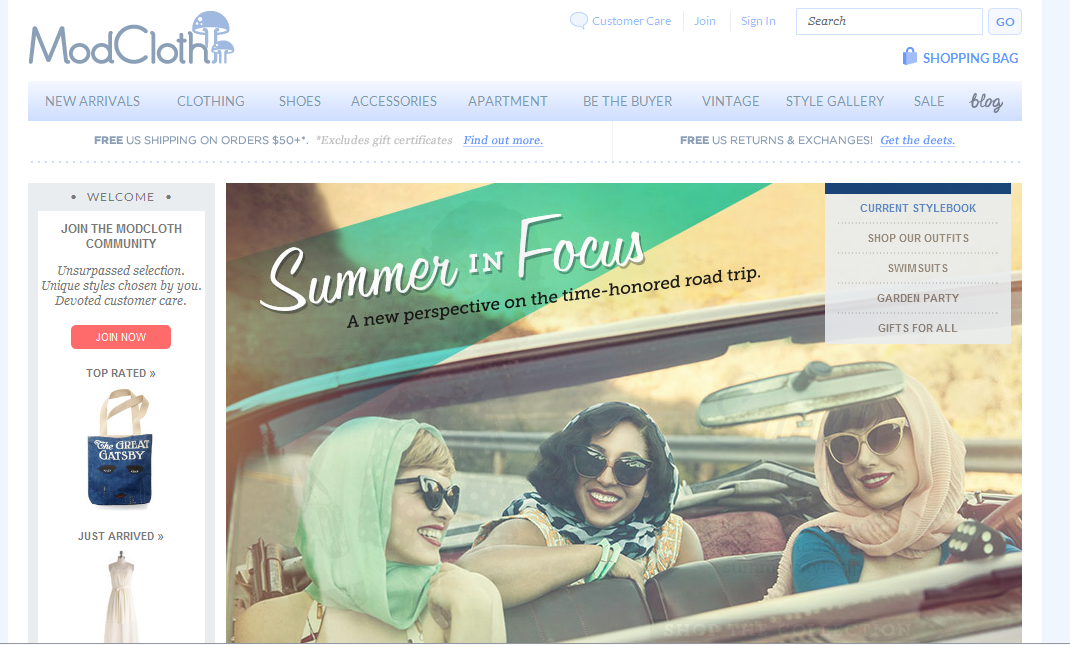 ModCloth
Customer Care
Join
Sign In
Search
GO
SHOPPING BAG
NEW ARRIVALS
CLOTHING
SHOES
ACCESSORIES
APARTMENT
BE THE BUYER
VINTAGE
STYLE GALLERY
SALE
blog
FREE US SHIPPING ON ORDERS $50+*. *Excludes gift certificates Find out more.
FREE US RETURNS & EXCHANGES! Get the deets.
• WELCOME •
JOIN THE MODCLOTH
COMMUNITY
Unsurpassed selection.
Unique styles chosen by you.
Devoted customer care.
JOIN NOW
TOP RATED »
The GREAT
GATSBY
JUST ARRIVED »
Summer IN Focus
A new perspective on the time-honored road trip.
CURRENT STYLEBOOK
SHOP OUR OUTFITS
SWIMSUITS
GARDEN PARTY
GIFTS FOR ALL